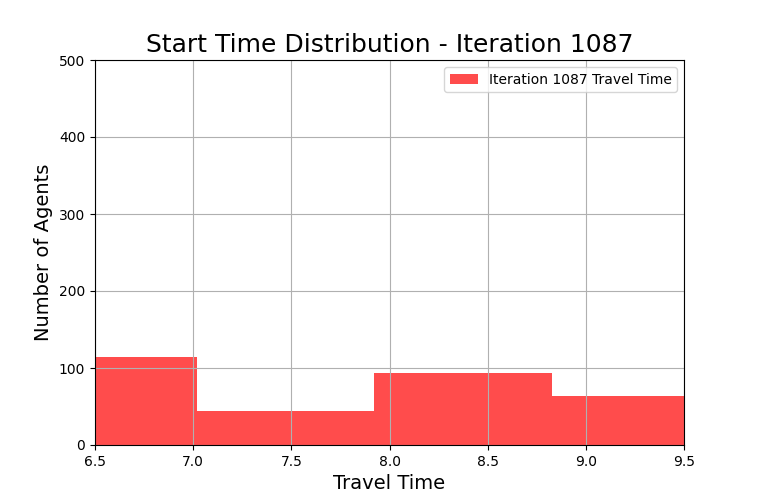 Start Time Distribution - Iteration 1087
500
400
300
200
100
0
Number of Agents
Iteration 1087 Travel Time
6.5 7.0 7.5 8.0 8.5 9.0 9.5
Travel Time